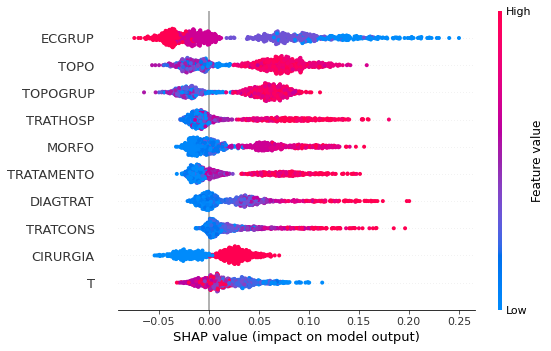 High
ECGRUP
TOPO
TOPOGRUP
TRATHOSP
MORFO
TRATAMENTO
DIAGTRAT
TRATCONS
CIRURGIA
T
Feature value
Low
−0.05 0.00 0.05 0.10 0.15 0.20 0.25
SHAP value (impact on model output)